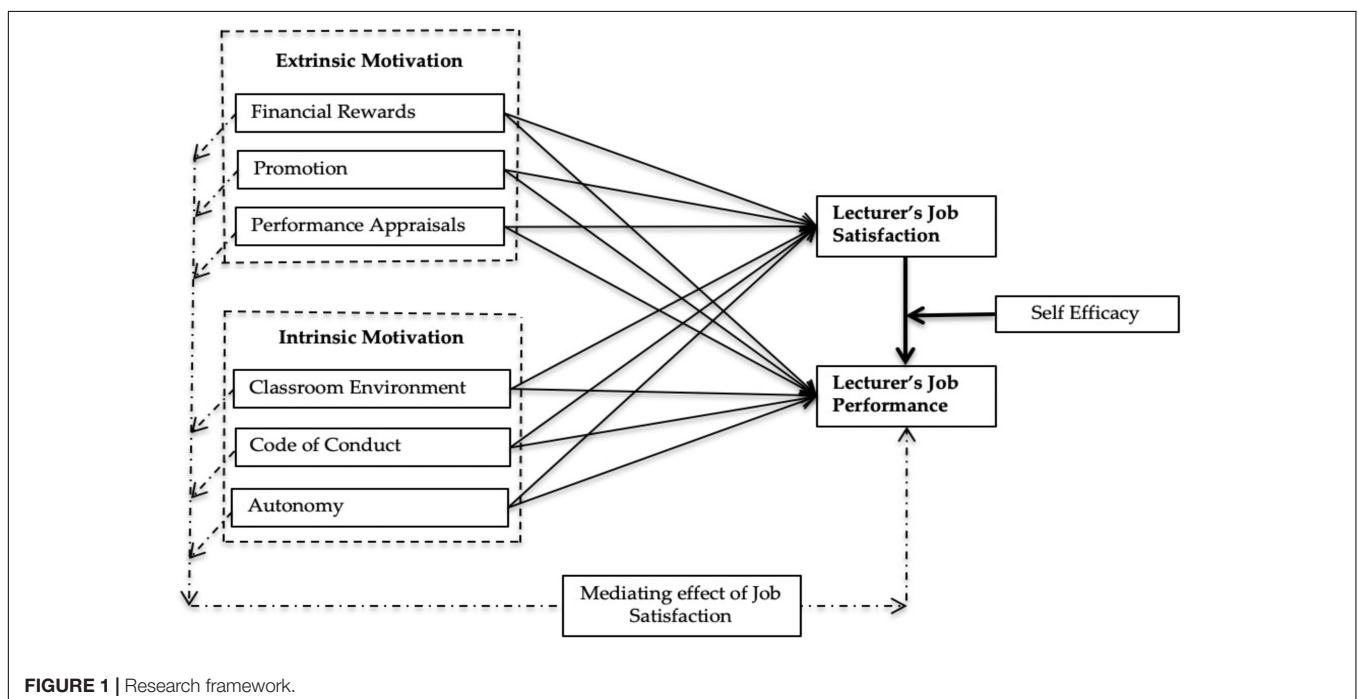 Extrinsic Motivation
Financial Rewards
Promotion
Performance Appraisals
Intrinsic Motivation
Classroom Environment
Code of Conduct
Autonomy
Lecturer's Job
Satisfaction
Self Efficacy
Lecturer's Job
Performance
Mediating effect of Job
Satisfaction
FIGURE 1 | Research framework.